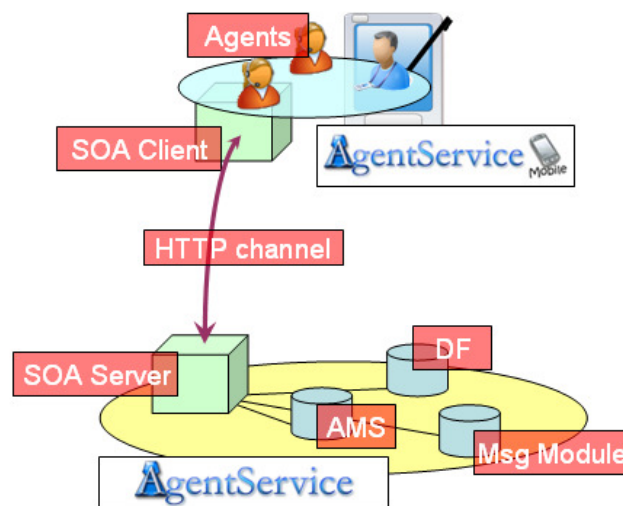 Agents
SOA Client
AgentService
Mobile
HTTP channel
DF
SOA Server
AMS
Msg Module
AgentService